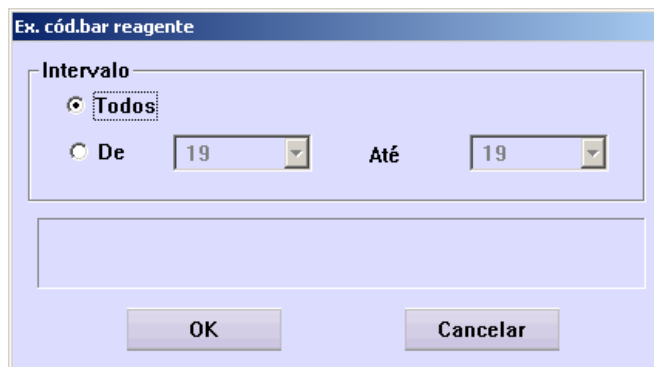 Ex. cód.bar reagente
Intervalo
Todos
De 19 Até 19
OK Cancelar